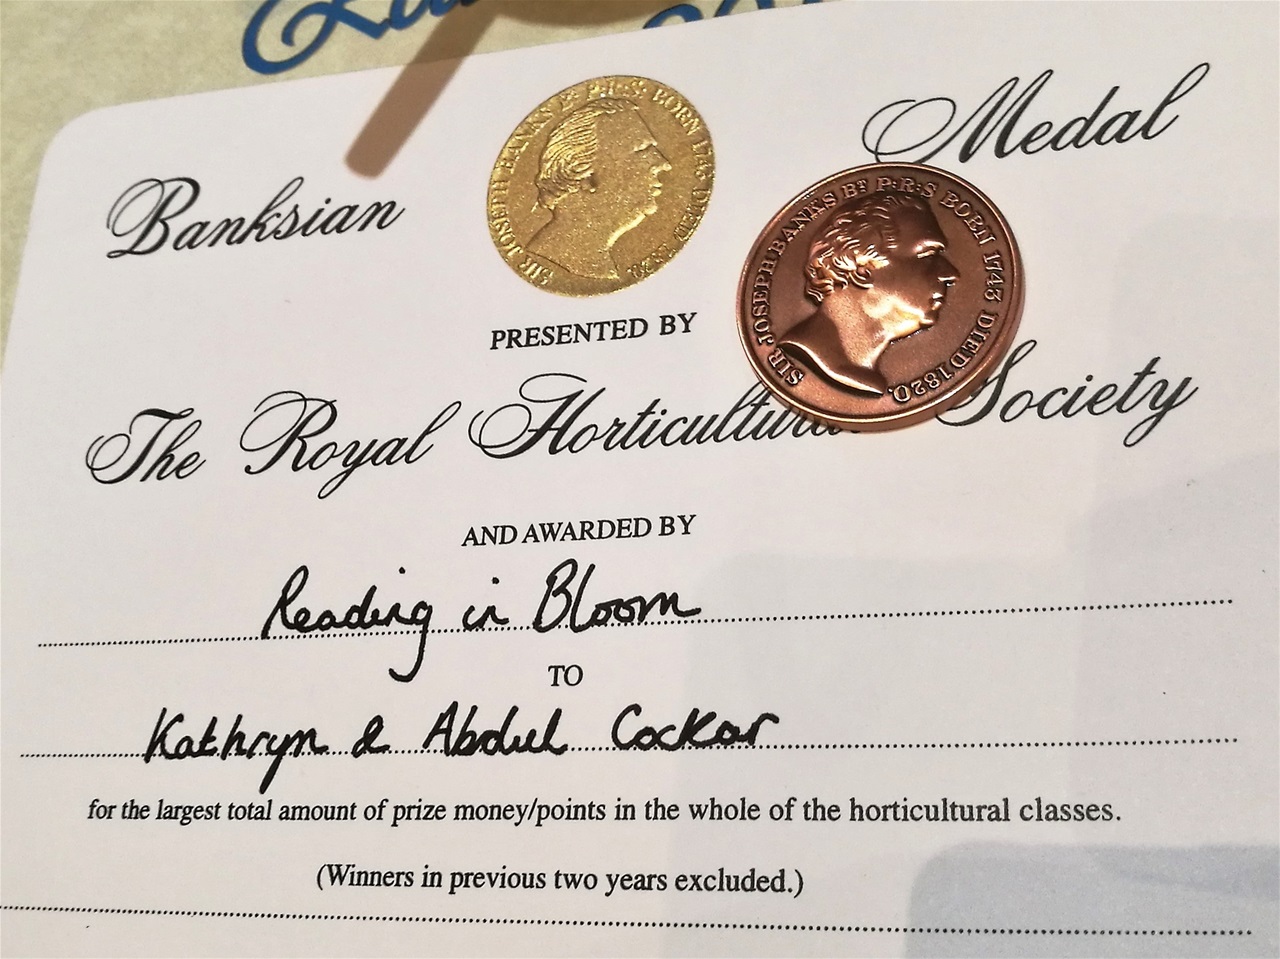 Banksian Medal
SIR JOSEPH BANKS BT P.R.S BORN 1743 DIED 1820.
SIR JOSEPH BANKS BT P:R:S BORN 1743 DIED 1820.
PRESENTED BY
The Royal Horticultural Society
AND AWARDED BY
Reading in Bloom
TO
Kathryn & Abdul Cockar
for the largest total amount of prize money/points in the whole of the horticultural classes.
(Winners in previous two years excluded.)